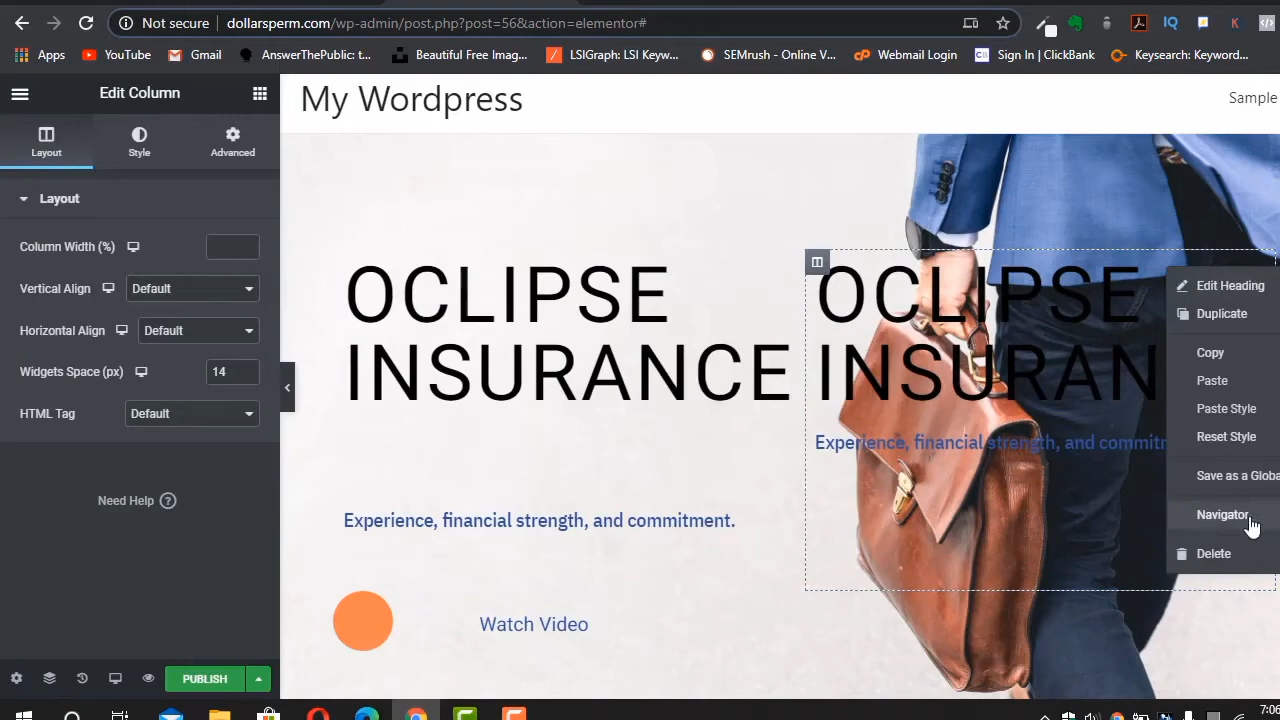 Not secure
dollarsperm.com/wp-admin/post.php?post=56&action=elementor#
IQ
K
Apps
YouTube
Gmail
AnswerThePublic: t...
Beautiful Free Imag...
LSIGraph: LSI Keyw...
SEMrush - Online V...
Webmail Login
Sign In | ClickBank
Keysearch: Keyword...
Edit Column
My Wordpress
Sample
Layout
Style
Advanced
Layout
Column Width (%)
Vertical Align
Default
Horizontal Align
Default
Widgets Space (px)
14
HTML Tag
Default
Need Help
PUBLISH
OCLIPSE
INSURANCE
Experience, financial strength, and commitment.
Watch Video
OCLIPSE
INSURAN
Experience, financial strength, and commitm
Edit Heading
Duplicate
Copy
Paste
Paste Style
Reset Style
Save as a Globa
Navigator
Delete
7:06